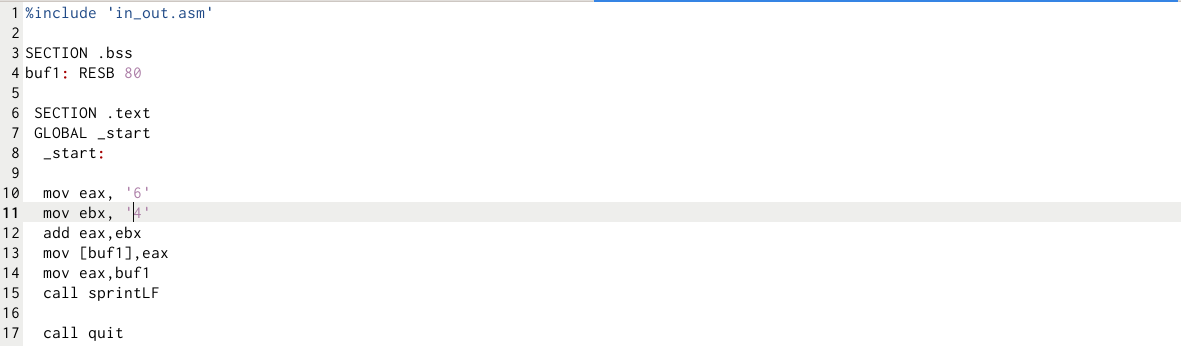 1 %include 'in_out.asm'
2
3 SECTION .bss
4 buf1: RESB 80
5
6  SECTION .text
7  GLOBAL _start
8   _start:
9
10   mov eax, '6'
11   mov ebx, '4'
12   add eax,ebx
13   mov [buf1],eax
14   mov eax,buf1
15   call sprintLF
16
17   call quit